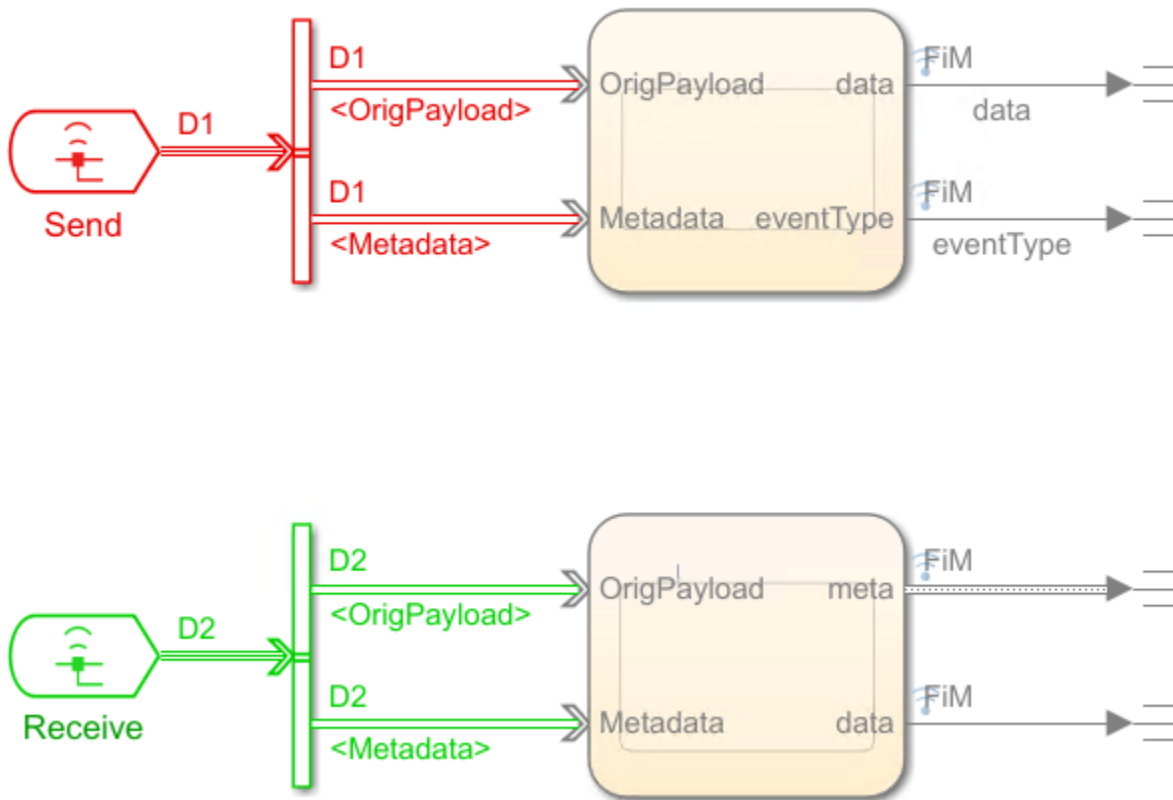 D1
<OrigPayload>
OrigPayload
data
FiM
data
D1
Send
D1
<Metadata>
Metadata
eventType
FiM
eventType
D2
<OrigPayload>
OrigPayload
meta
FiM
D2
Receive
D2
<Metadata>
Metadata
data
FiM